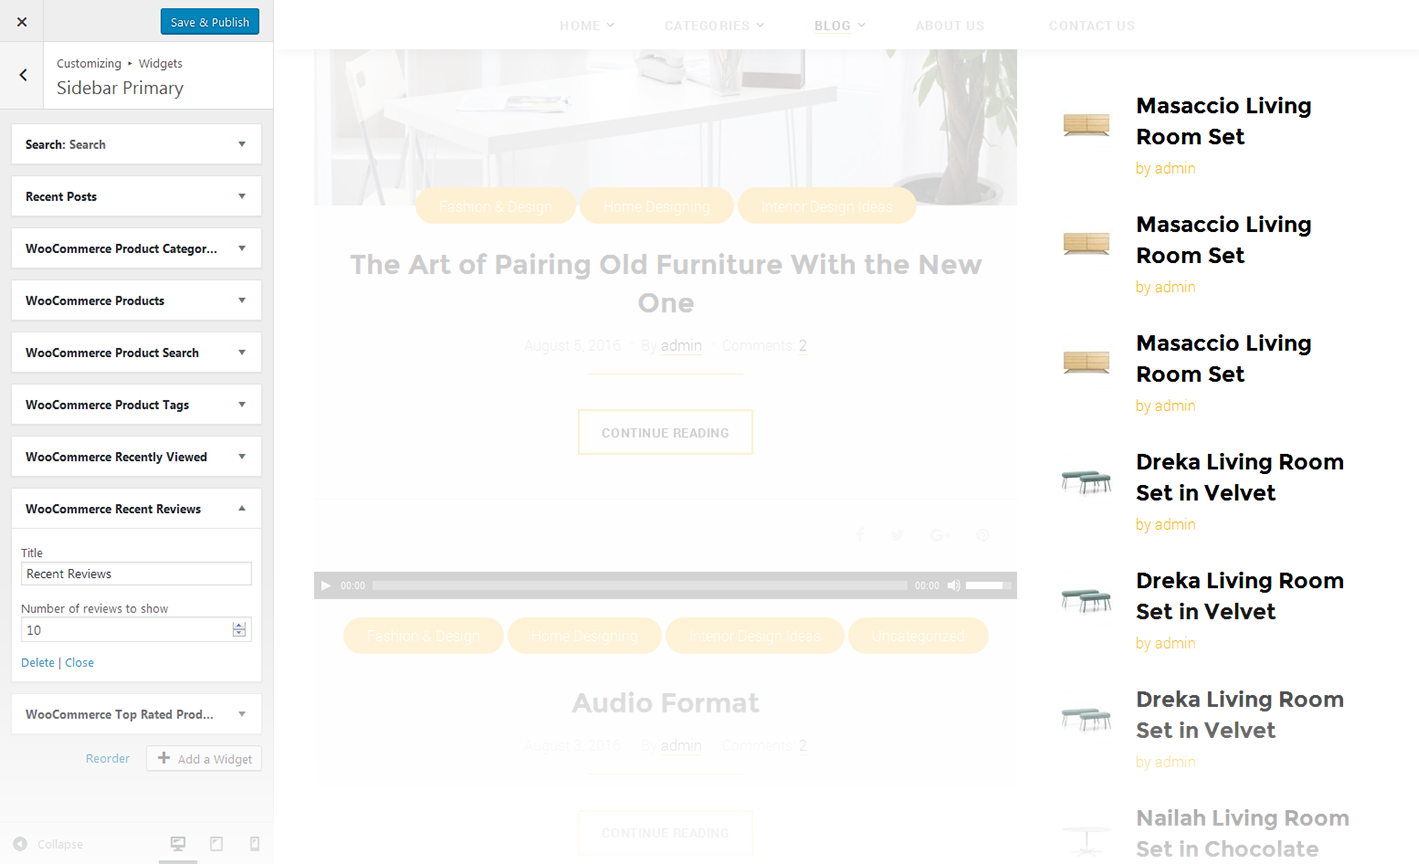 Save & Publish
Customizing ▸ Widgets
Sidebar Primary
Search: Search
Recent Posts
WooCommerce Product Categor...
WooCommerce Products
WooCommerce Product Search
WooCommerce Product Tags
WooCommerce Recently Viewed
WooCommerce Recent Reviews
Title
Recent Reviews
Number of reviews to show
10
Delete | Close
WooCommerce Top Rated Prod...
Reorder
Add a Widget
Collapse
HOME CATEGORIES BLOG ABOUT US CONTACT US
Fashion & Design Home Designing Interior Design Ideas
The Art of Pairing Old Furniture With the New
One
August 5, 2016 By admin Comments: 2
CONTINUE READING
00:00 00:00
Fashion & Design Home Designing Interior Design Ideas Uncategorized
Audio Format
August 3, 2016 By admin Comments: 2
CONTINUE READING
Masaccio Living
Room Set
by admin
Masaccio Living
Room Set
by admin
Masaccio Living
Room Set
by admin
Dreka Living Room
Set in Velvet
by admin
Dreka Living Room
Set in Velvet
by admin
Dreka Living Room
Set in Velvet
by admin
Nailah Living Room
Set in Chocolate